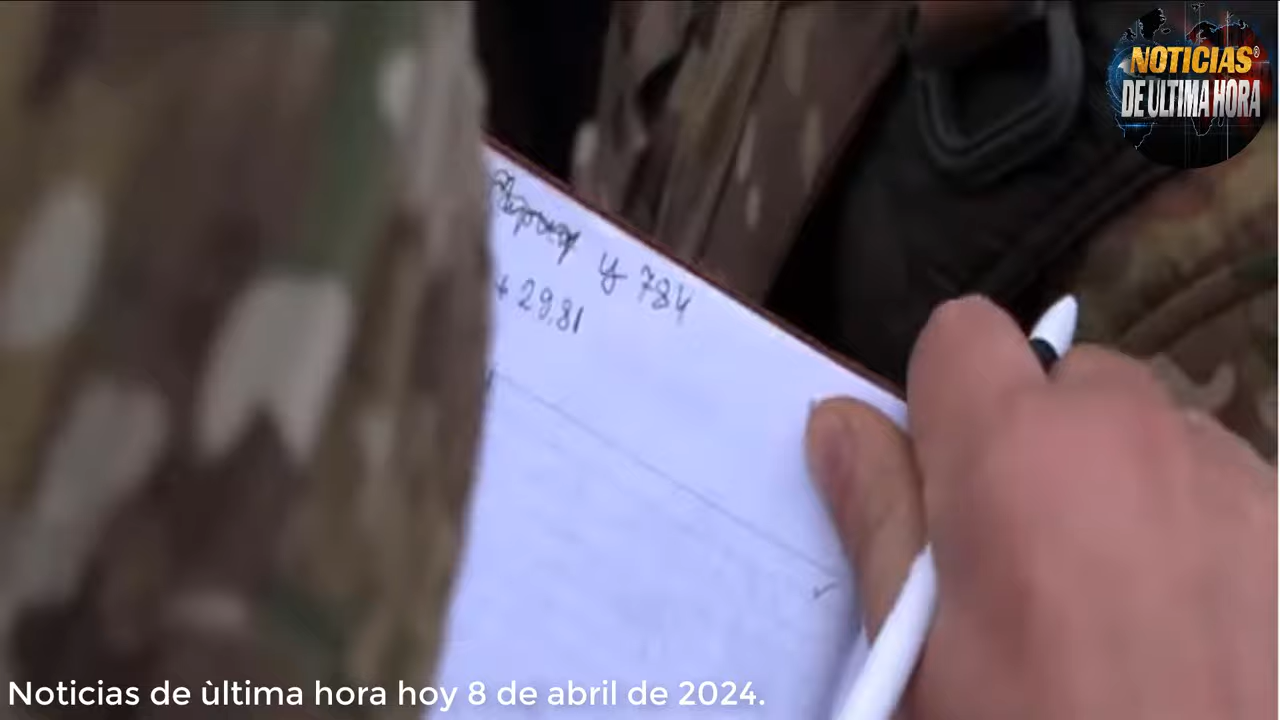 NOTICIAS®
DE ULTIMA HORA
у 784
+ 29,81
Noticias de ùltima hora hoy 8 de abril de 2024.